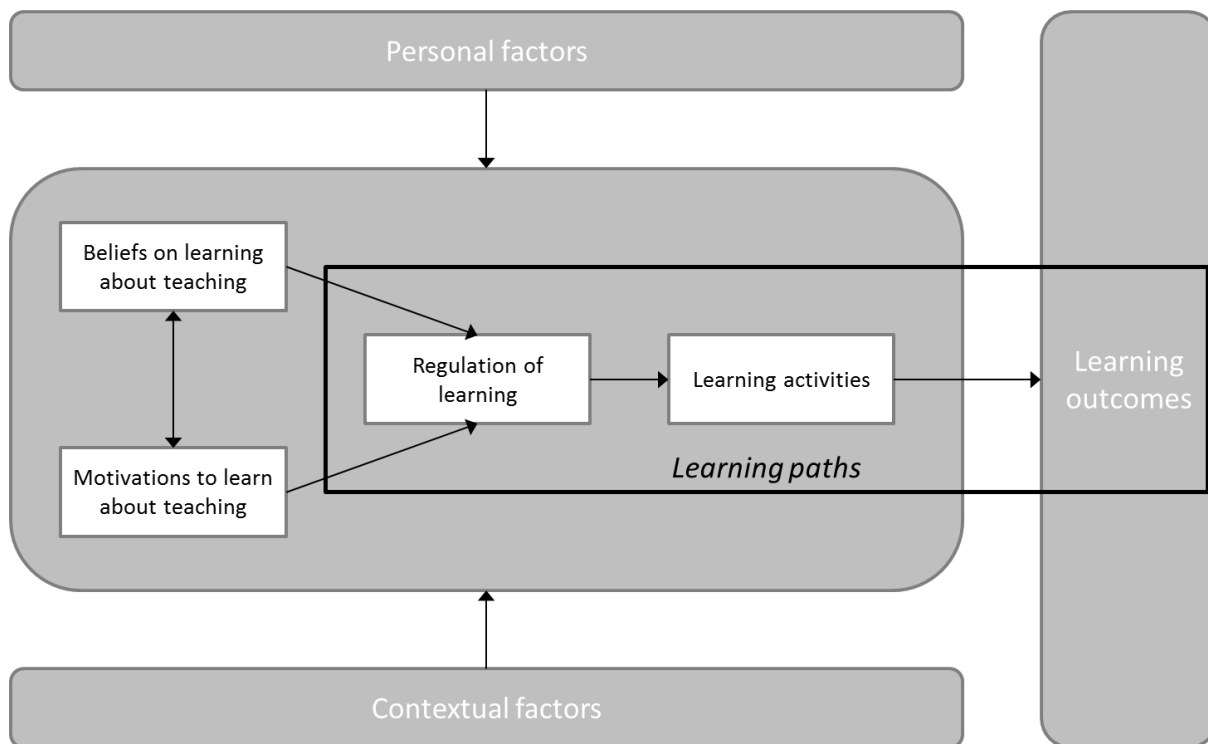 Personal factors
Beliefs on learning
about teaching
Regulation of
learning
Learning activities
Learning
outcomes
Learning paths
Motivations to learn
about teaching
Contextual factors